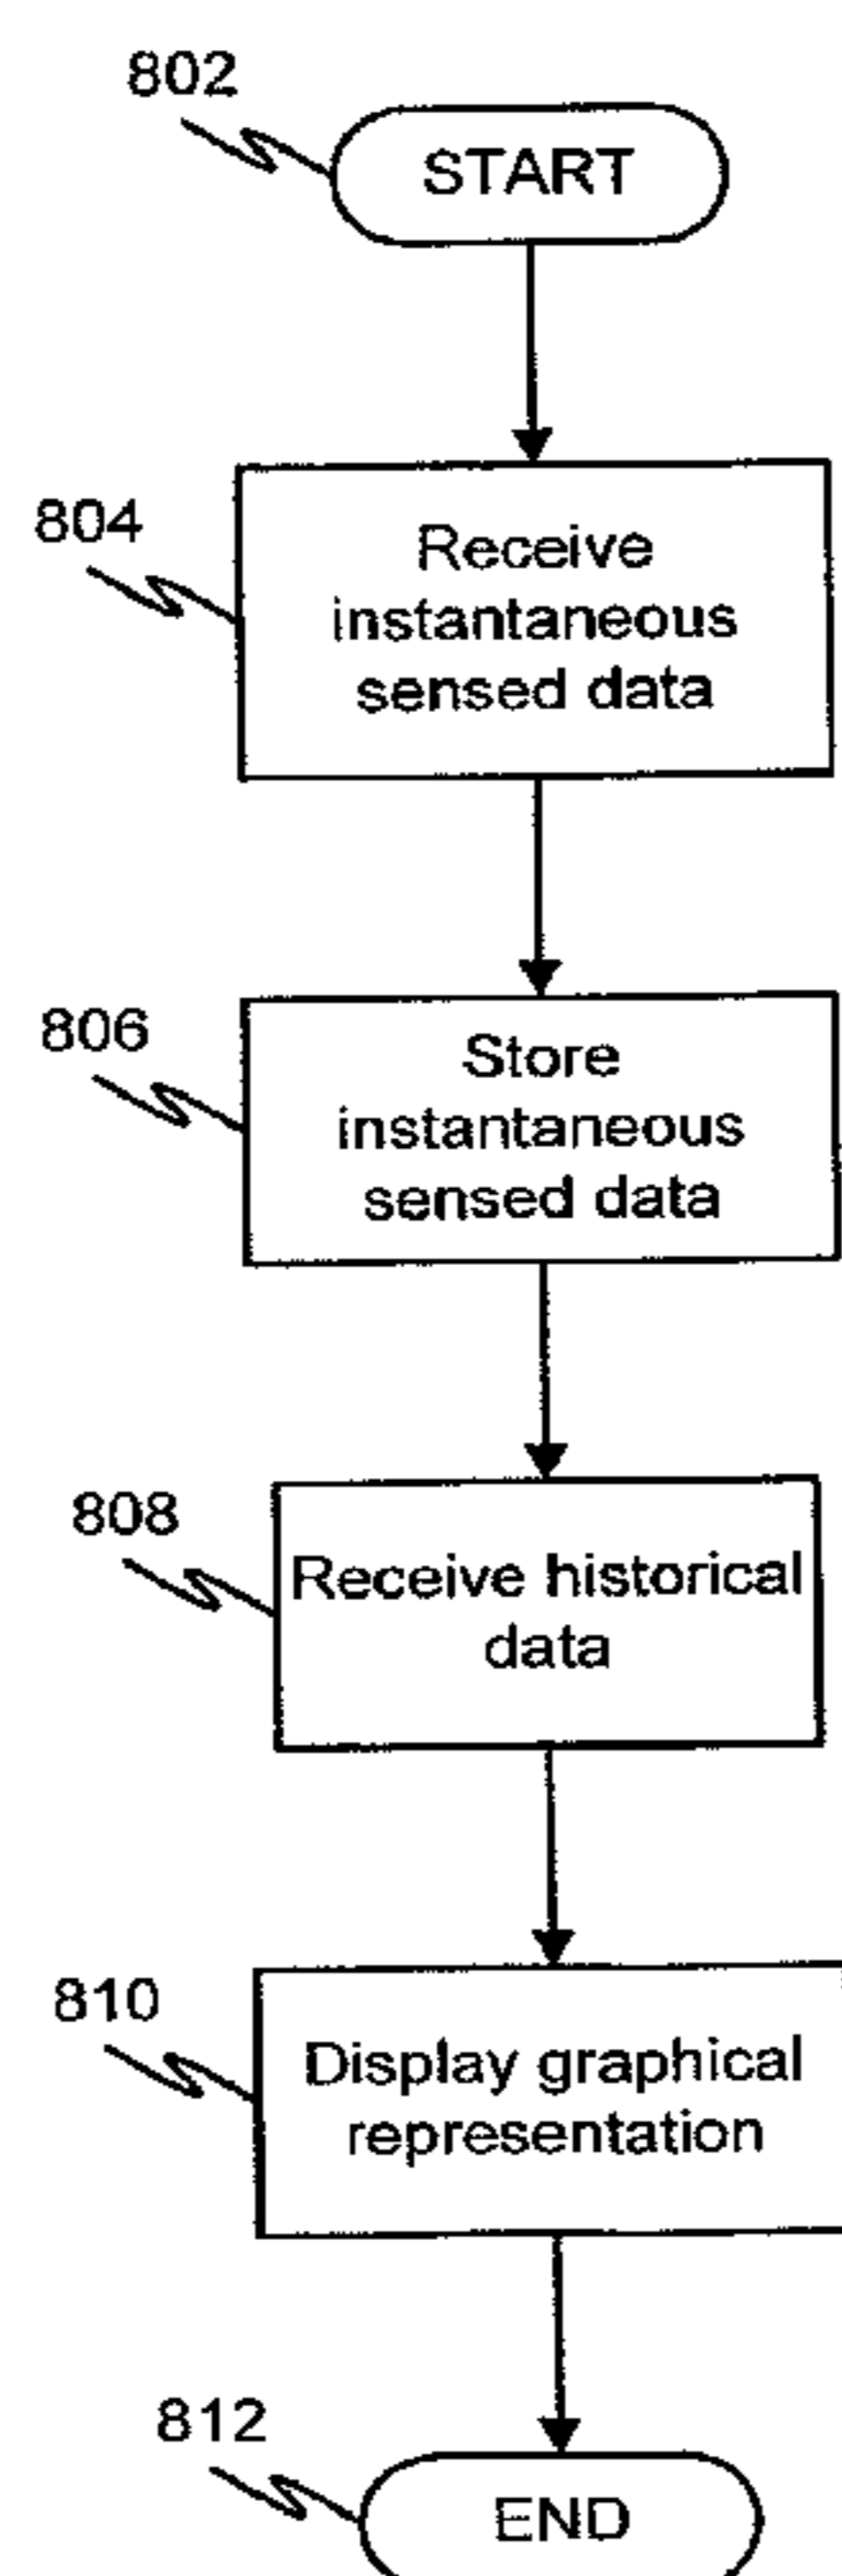 802
START
804
Receive
instantaneous
sensed data
806
Store
instantaneous
sensed data
808
Receive historical
data
810
Display graphical
representation
812
END